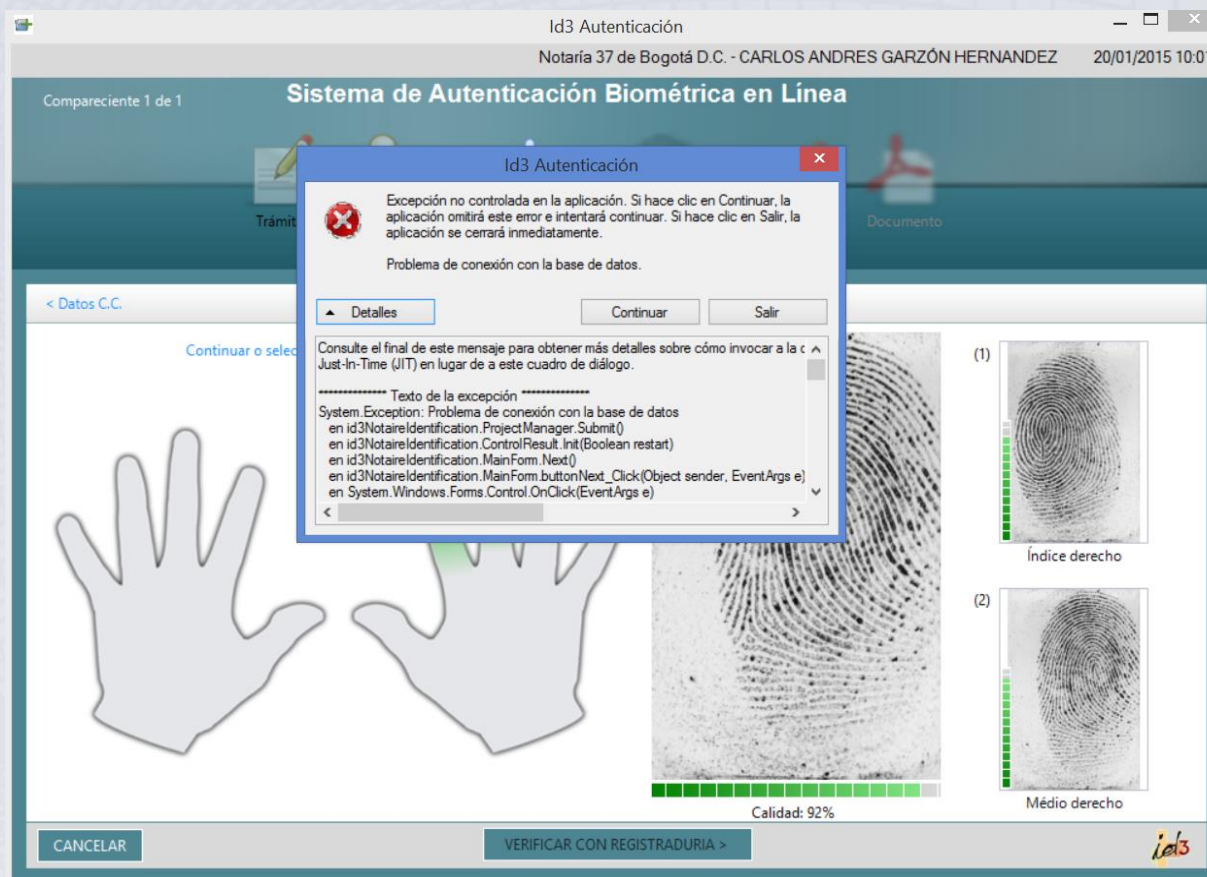 Id3 Autenticación
Notaría 37 de Bogotá D.C. - CARLOS ANDRES GARZÓN HERNANDEZ 20/01/2015 10:0
Compareciente 1 de 1
Sistema de Autenticación Biométrica en Línea
Trámit
Documento
Id3 Autenticación
Excepción no controlada en la aplicación. Si hace clic en Continuar, la
aplicación omitirá este error e intentará continuar. Si hace clic en Salir, la
aplicación se cerrará inmediatamente.
Problema de conexión con la base de datos.
Detalles
Continuar
Salir
Consulte el final de este mensaje para obtener más detalles sobre cómo invocar a la
Just-In-Time (JIT) en lugar de a este cuadro de diálogo.
************** Texto de la excepción **************
System.Exception: Problema de conexión con la base de datos
en id3NotaireIdentification.ProjectManager.Submit()
en id3NotaireIdentification.ControlResult.Init(Boolean restart)
en id3NotaireIdentification.MainForm.Next()
en id3NotaireIdentification.MainForm.buttonNext_Click(Object sender, EventArgs e)
en System.Windows.Forms.Control.OnClick(EventArgs e)
< Datos C.C.
Continuar o selec
(1)
Índice derecho
(2)
Médio derecho
Calidad: 92%
CANCELAR
VERIFICAR CON REGISTRADURIA >
id3